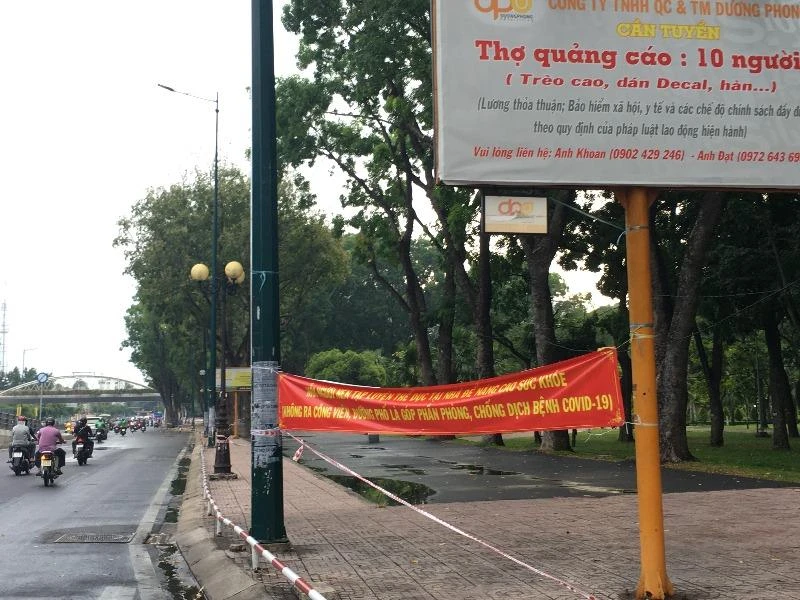 dpo
DƯƠNG PHONG
CÔNG TY TNHH QC & TM DƯƠNG PHON
CẦN TUYỂN
Thợ quảng cáo : 10 người
( Trèo cao, dán Decal, hàn...)
(Lương thỏa thuận; Bảo hiểm xã hội, y tế và các chế độ chính sách đầy đ
theo quy định của pháp luật lao động hiện hành)
Vui lòng liên hệ: Anh Khoan (0902 429 246) - Anh Đạt (0972 643 69
dpo
NÊN TẬP LUYỆN THỂ DỤC TẠI NHÀ ĐỂ NÂNG CAO SỨC KHỎE
(KHÔNG RA CÔNG VIÊN, ĐƯỜNG PHỐ LÀ GÓP PHẦN PHÒNG, CHỐNG DỊCH BỆNH COVID-19)